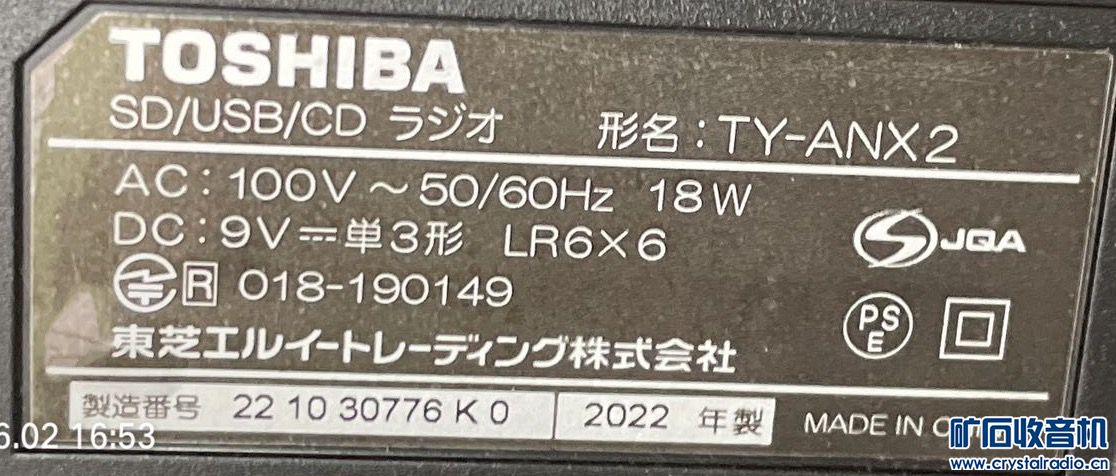 TOSHIBA
SD/USB/CD ラジオ 形名：TY-ANX2
AC：100V～50/60Hz 18W
DC：9V⎓単3形 LR6×6
JQA
R 018-190149
PSE
東芝エルイートレーディング株式会社
製造番号 22 10 30776 K 0 2022 年製 MADE IN
6.02 16:53
矿石收音机
www.crystalradio.cn